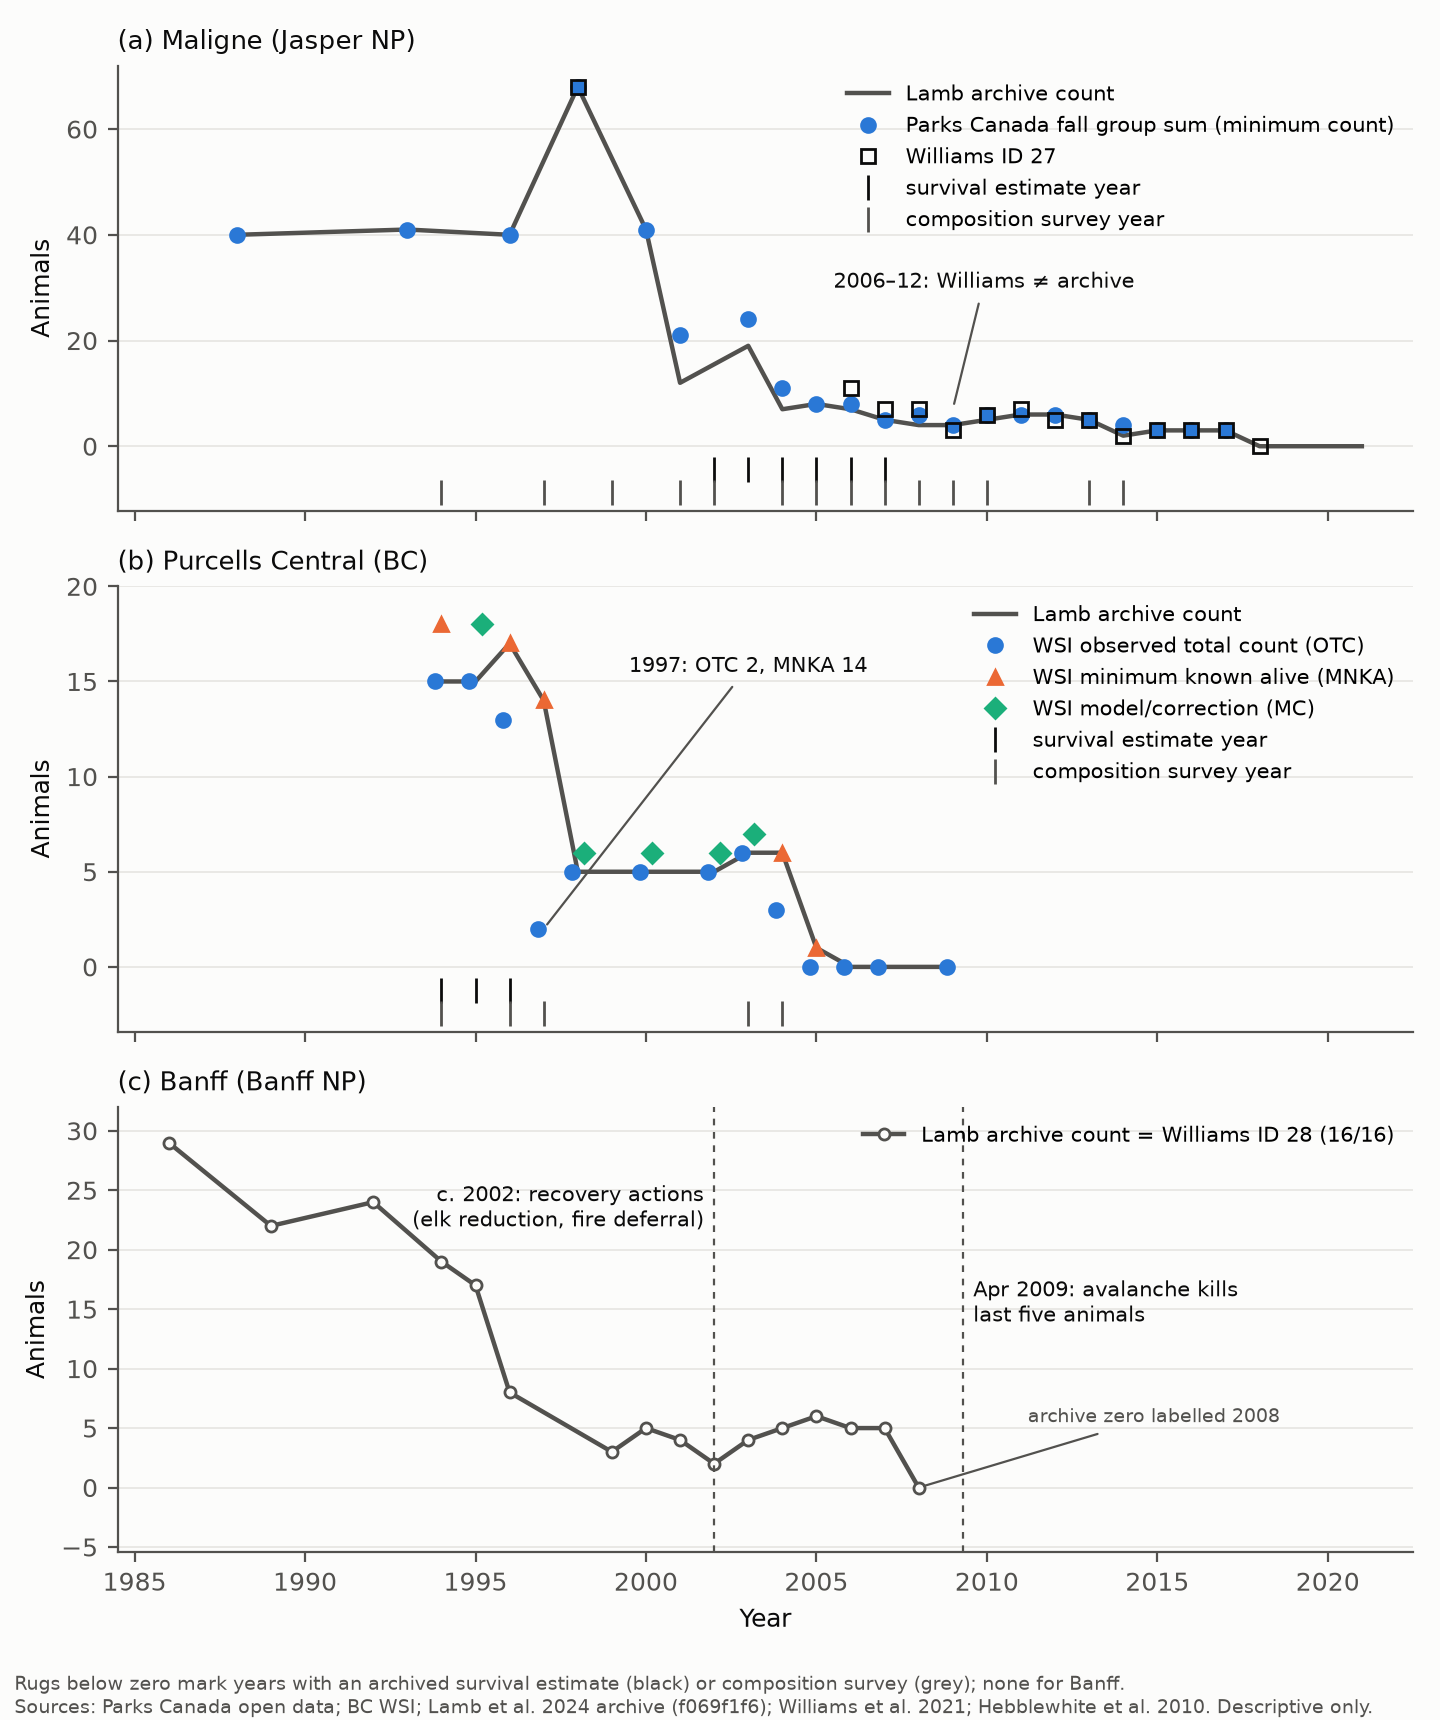 (a) Maligne (Jasper NP)
Animals
60
40
20
0
Lamb archive count
Parks Canada fall group sum (minimum count)
Williams ID 27
survival estimate year
composition survey year
2006–12: Williams ≠ archive
(b) Purcells Central (BC)
Animals
20
15
10
5
0
Lamb archive count
WSI observed total count (OTC)
WSI minimum known alive (MNKA)
WSI model/correction (MC)
survival estimate year
composition survey year
1997: OTC 2, MNKA 14
(c) Banff (Banff NP)
Animals
30
25
20
15
10
5
0
−5
Lamb archive count = Williams ID 28 (16/16)
c. 2002: recovery actions
(elk reduction, fire deferral)
Apr 2009: avalanche kills
last five animals
archive zero labelled 2008
1985 1990 1995 2000 2005 2010 2015 2020
Year
Rugs below zero mark years with an archived survival estimate (black) or composition survey (grey); none for Banff.
Sources: Parks Canada open data; BC WSI; Lamb et al. 2024 archive (f069f1f6); Williams et al. 2021; Hebblewhite et al. 2010. Descriptive only.